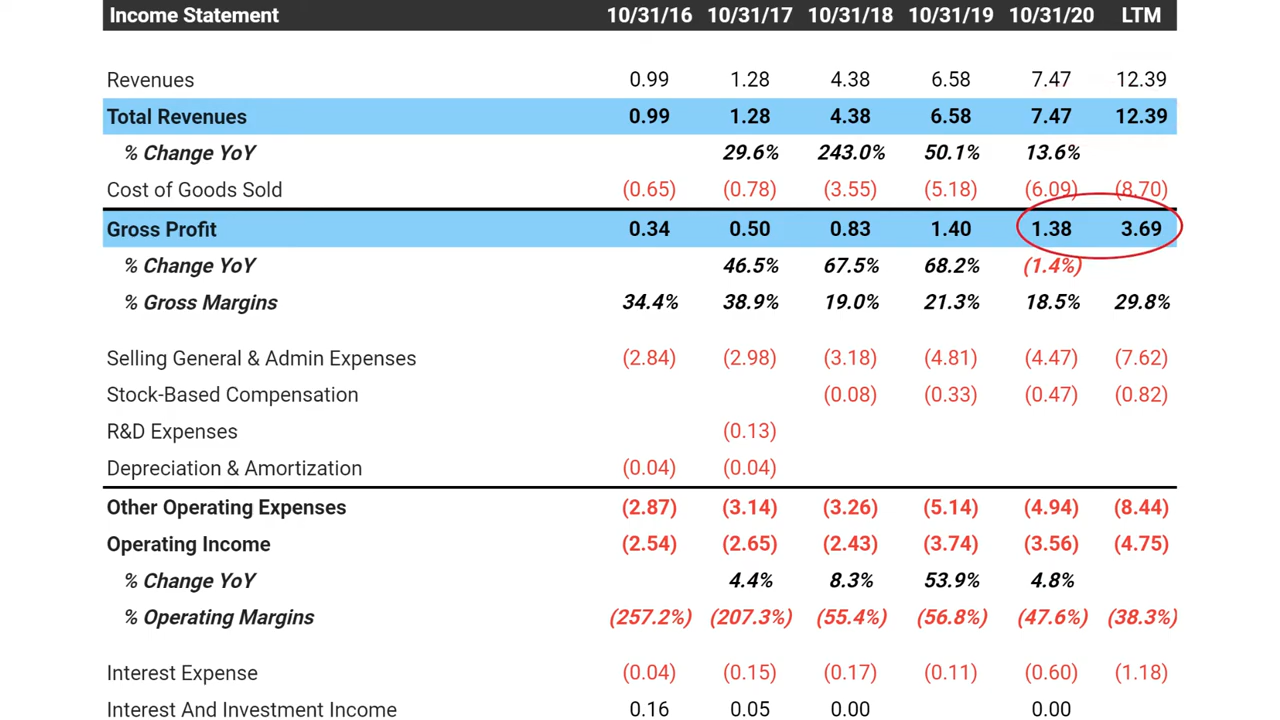 Income Statement 10/31/16 10/31/17 10/31/18 10/31/19 10/31/20 LTM
Revenues 0.99 1.28 4.38 6.58 7.47 12.39
Total Revenues 0.99 1.28 4.38 6.58 7.47 12.39
% Change YoY 29.6% 243.0% 50.1% 13.6%
Cost of Goods Sold (0.65) (0.78) (3.55) (5.18) (6.09) (8.70)
Gross Profit 0.34 0.50 0.83 1.40 1.38 3.69
% Change YoY 46.5% 67.5% 68.2% (1.4%)
% Gross Margins 34.4% 38.9% 19.0% 21.3% 18.5% 29.8%
Selling General & Admin Expenses (2.84) (2.98) (3.18) (4.81) (4.47) (7.62)
Stock-Based Compensation (0.08) (0.33) (0.47) (0.82)
R&D Expenses (0.13)
Depreciation & Amortization (0.04) (0.04)
Other Operating Expenses (2.87) (3.14) (3.26) (5.14) (4.94) (8.44)
Operating Income (2.54) (2.65) (2.43) (3.74) (3.56) (4.75)
% Change YoY 4.4% 8.3% 53.9% 4.8%
% Operating Margins (257.2%) (207.3%) (55.4%) (56.8%) (47.6%) (38.3%)
Interest Expense (0.04) (0.15) (0.17) (0.11) (0.60) (1.18)
Interest And Investment Income 0.16 0.05 0.00 0.00